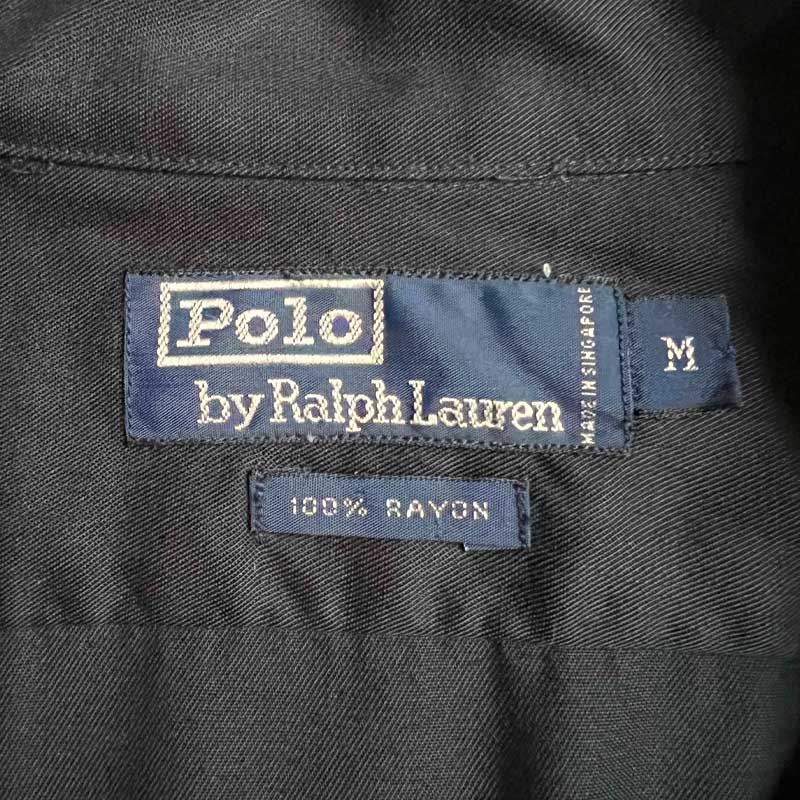 Polo
by Ralph Lauren
MADE IN SINGAPORE
M
100% RAYON